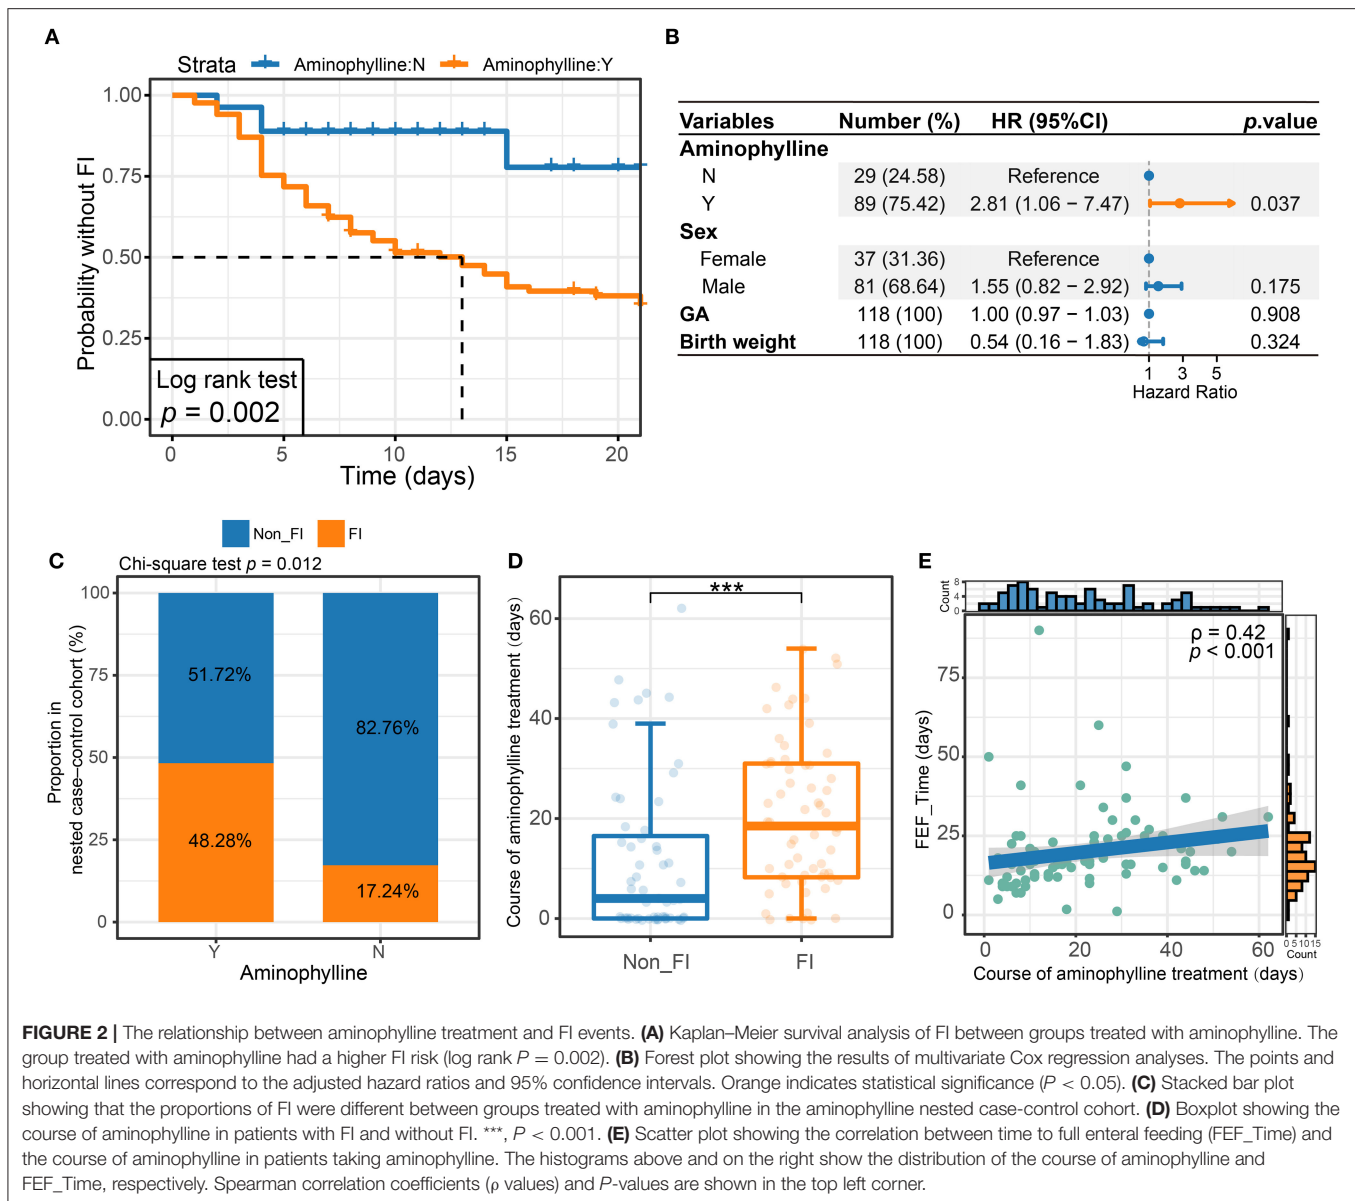 A
Strata Aminophylline:N Aminophylline:Y
Probability without FI
1.00
0.75
0.50
0.25
0.00
Log rank test
p = 0.002
0 5 10 15 20
Time (days)
B
Variables Number (%) HR (95%CI) p.value
Aminophylline
N 29 (24.58) Reference
Y 89 (75.42) 2.81 (1.06 − 7.47) 0.037
Sex
Female 37 (31.36) Reference
Male 81 (68.64) 1.55 (0.82 − 2.92) 0.175
GA 118 (100) 1.00 (0.97 − 1.03) 0.908
Birth weight 118 (100) 0.54 (0.16 − 1.83) 0.324
1 3 5
Hazard Ratio
Non_FI FI
C
Chi-square test p = 0.012
Proportion in
nested case−control cohort (%)
100
75
50
25
0
51.72%
48.28%
82.76%
17.24%
Y N
Aminophylline
D
Course of aminophylline treatment (days)
60
40
20
0
***
Non_FI FI
E
Count
8
4
0
ρ = 0.42
p < 0.001
FEF_Time (days)
75
50
25
0
0 20 40 60
Course of aminophylline treatment (days)
0 5 10 15
Count
FIGURE 2 | The relationship between aminophylline treatment and FI events. (A) Kaplan–Meier survival analysis of FI between groups treated with aminophylline. The
group treated with aminophylline had a higher FI risk (log rank P = 0.002). (B) Forest plot showing the results of multivariate Cox regression analyses. The points and
horizontal lines correspond to the adjusted hazard ratios and 95% confidence intervals. Orange indicates statistical significance (P < 0.05). (C) Stacked bar plot
showing that the proportions of FI were different between groups treated with aminophylline in the aminophylline nested case-control cohort. (D) Boxplot showing the
course of aminophylline in patients with FI and without FI. ***, P < 0.001. (E) Scatter plot showing the correlation between time to full enteral feeding (FEF_Time) and
the course of aminophylline in patients taking aminophylline. The histograms above and on the right show the distribution of the course of aminophylline and
FEF_Time, respectively. Spearman correlation coefficients (ρ values) and P-values are shown in the top left corner.